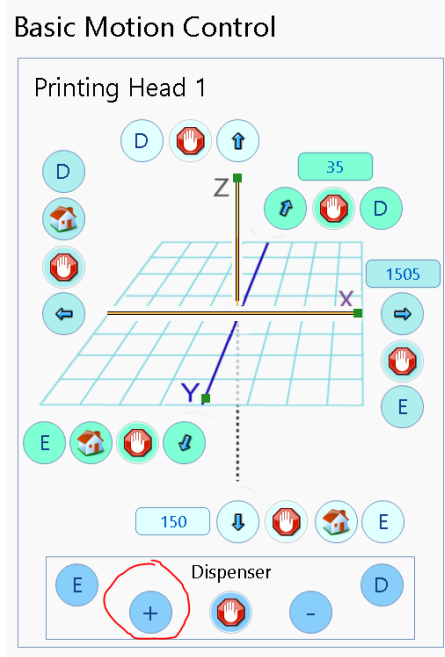 Basic Motion Control
Printing Head 1
D
35
D
Z
D
1505
X
E
Y
E
150
E
Dispenser
E
D
+
-